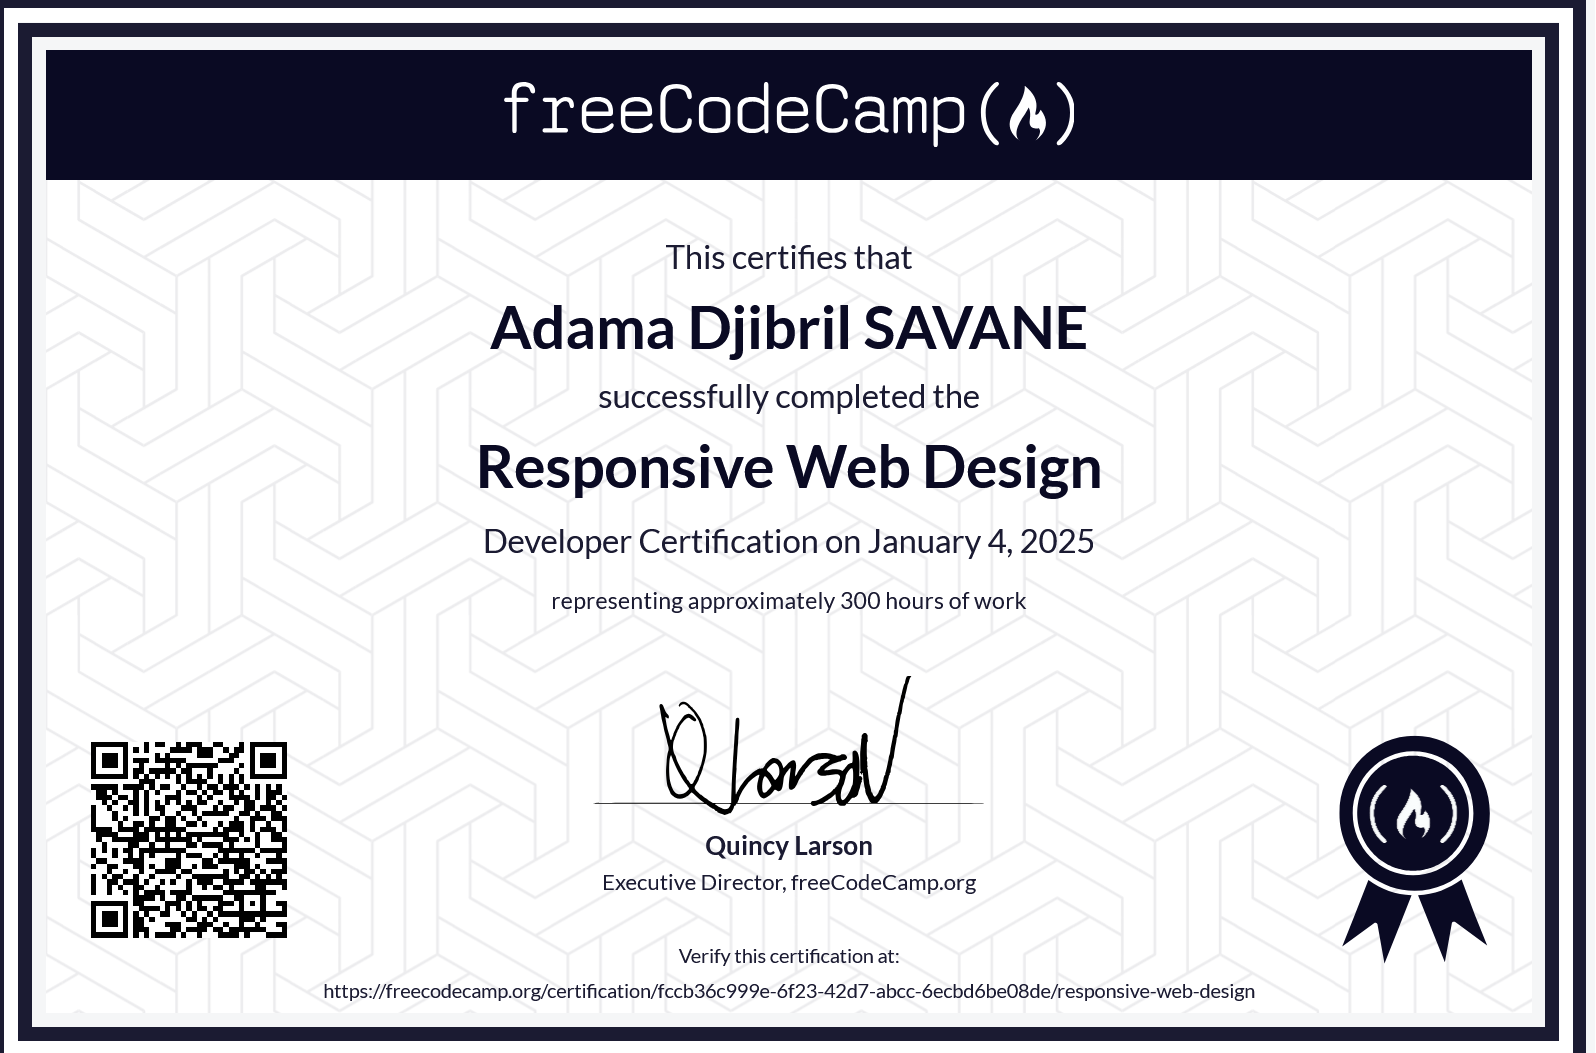 freeCodeCamp
This certifies that
Adama Djibril SAVANE
successfully completed the
Responsive Web Design
Developer Certification on January 4, 2025
representing approximately 300 hours of work
Q Larson
Quincy Larson
Executive Director, freeCodeCamp.org
Verify this certification at:
https://freecodecamp.org/certification/fccb36c999e-6f23-42d7-abcc-6ecbd6be08de/responsive-web-design